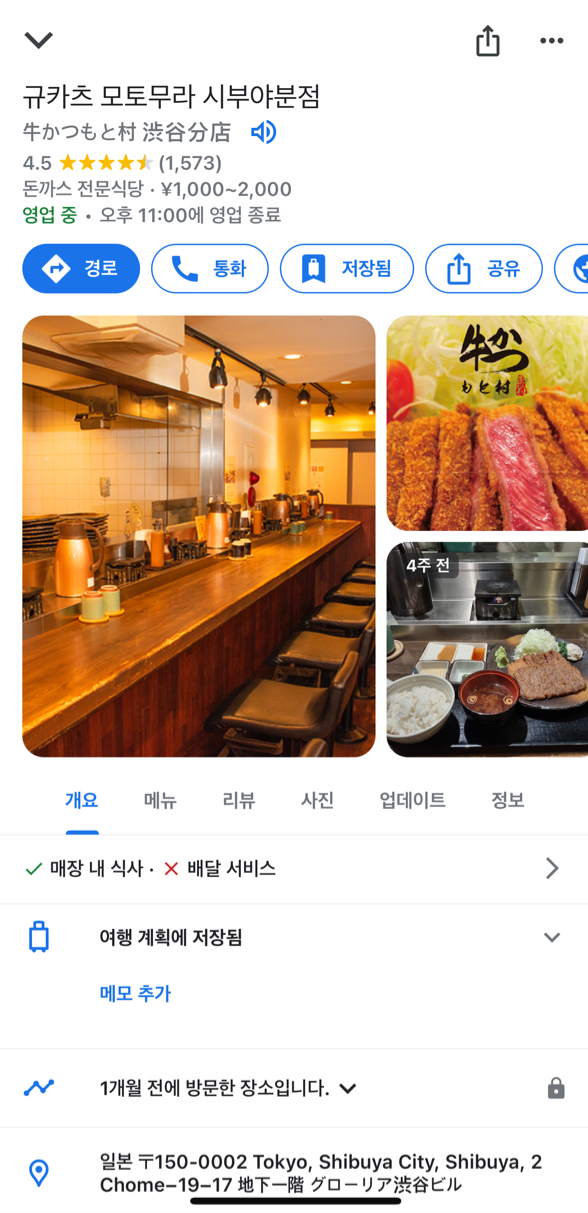 규카츠 모토무라 시부야분점
牛かつもと村 渋谷分店
4.5 (1,573)
돈까스 전문식당 · ¥1,000~2,000
영업 중 • 오후 11:00에 영업 종료
경로
통화
저장됨
공유
牛かつ
もと村
4주 전
개요
메뉴
리뷰
사진
업데이트
정보
매장 내 식사 · 배달 서비스
여행 계획에 저장됨
메모 추가
1개월 전에 방문한 장소입니다.
일본 〒150-0002 Tokyo, Shibuya City, Shibuya, 2
Chome−19−17 地下一階 グローリア渋谷ビル